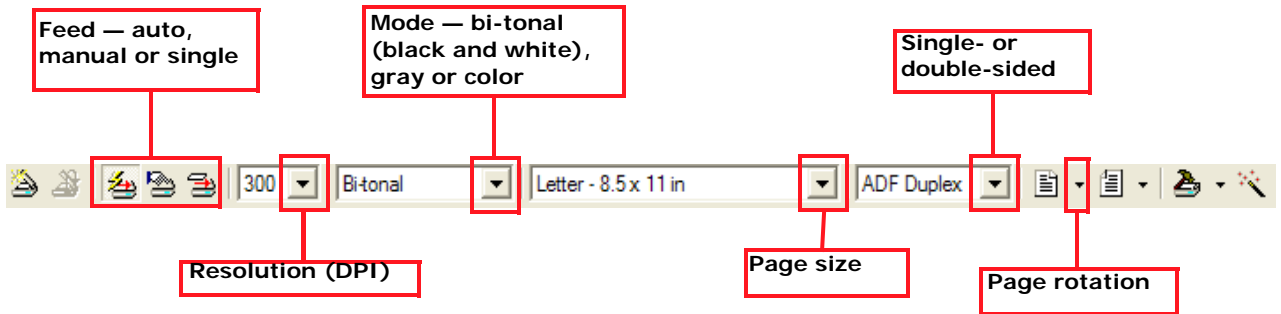 Feed — auto,
manual or single
Mode — bi-tonal
(black and white),
gray or color
Single- or
double-sided
300
Bi-tonal
Letter - 8.5 x 11 in
ADF Duplex
Resolution (DPI)
Page size
Page rotation